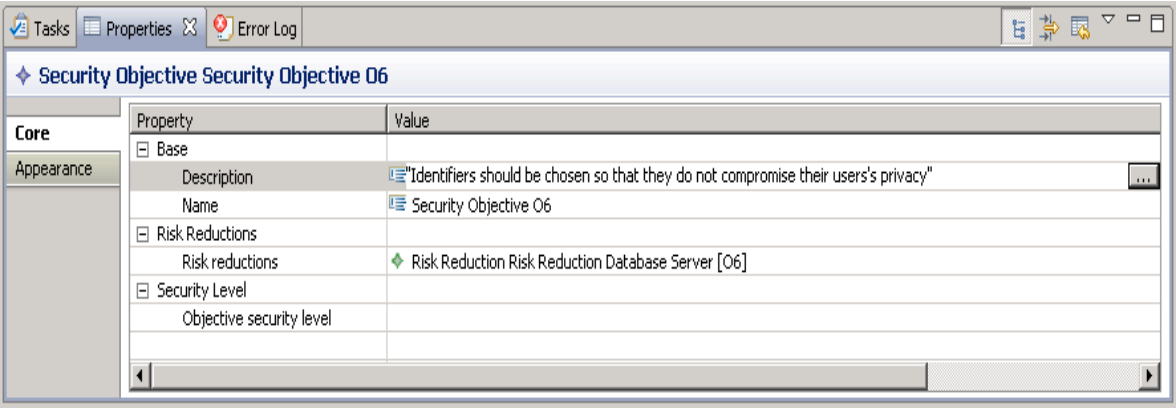 Tasks Properties Error Log
Security Objective Security Objective O6
Core
Appearance
Property Value
Base
Description "Identifiers should be chosen so that they do not compromise their users's privacy" ...
Name Security Objective O6
Risk Reductions
Risk reductions Risk Reduction Risk Reduction Database Server [O6]
Security Level
Objective security level